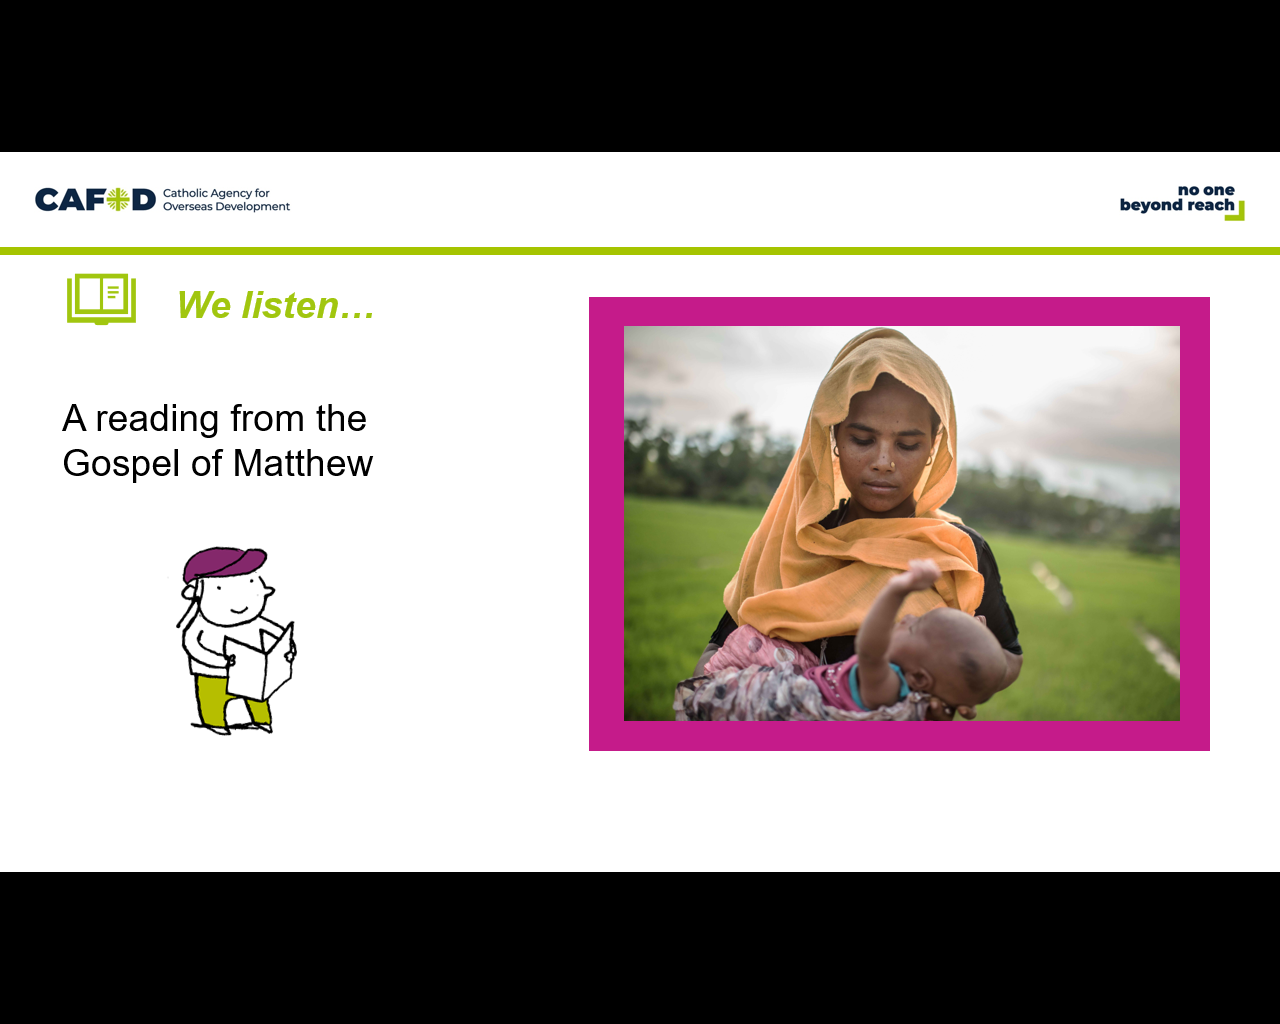 CAFOD Catholic Agency for
Overseas Development
no one
beyond reach
We listen…
A reading from the
Gospel of Matthew